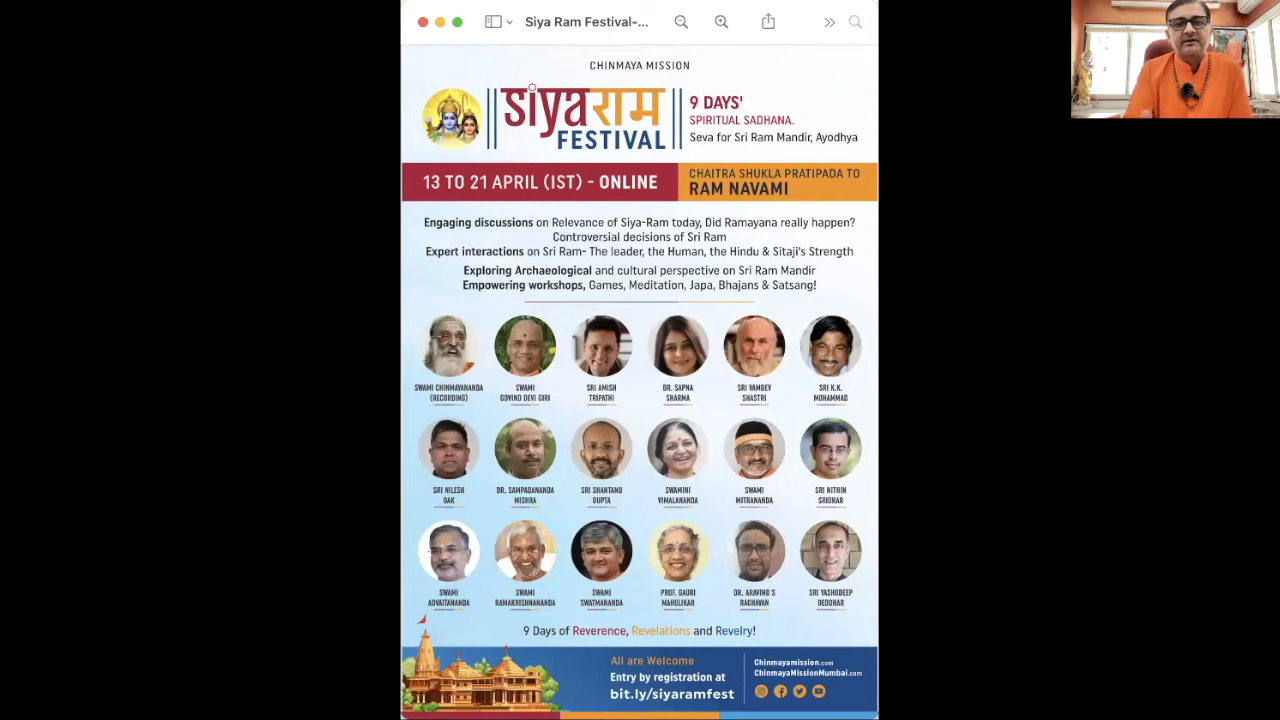 Siya Ram Festival-...
CHINMAYA MISSION
siyaराम
FESTIVAL
9 DAYS'
SPIRITUAL SADHANA.
Seva for Sri Ram Mandir, Ayodhya
13 TO 21 APRIL (IST) - ONLINE
CHAITRA SHUKLA PRATIPADA TO
RAM NAVAMI
Engaging discussions on Relevance of Siya-Ram today, Did Ramayana really happen?
Controversial decisions of Sri Ram
Expert interactions on Sri Ram- The leader, the Human, the Hindu & Sitaji's Strength
Exploring Archaeological and cultural perspective on Sri Ram Mandir
Empowering workshops, Games, Meditation, Japa, Bhajans & Satsang!
SWAMI CHINMAYANANDA
(RECORDING)
SWAMI
GOVIND DEVI GIRI
SRI AMISH
TRIPATHI
DR. SAPNA
SHARMA
SRI VAMDEV
SHASTRI
SRI K.K.
MOHAMMAD
SRI NILESH
OAK
DR. SAMPADANANDA
MISHRA
SRI SHANTANU
GUPTA
SWAMINI
VIMALANANDA
SWAMI
MITRANANDA
SRI NITHIN
SRIDHAR
SWAMI
ADVAITANANDA
SWAMI
RAMAKRISHNANANDA
SWAMI
SWATMANANDA
PROF. GAURI
MAHULIKAR
DR. ARAVIND S
RAGHAVAN
SRI YASHODEEP
DEODHAR
9 Days of Reverence, Revelations and Revelry!
All are Welcome
Entry by registration at
bit.ly/siyaramfest
Chinmayamission.com
ChinmayaMissionMumbai.com